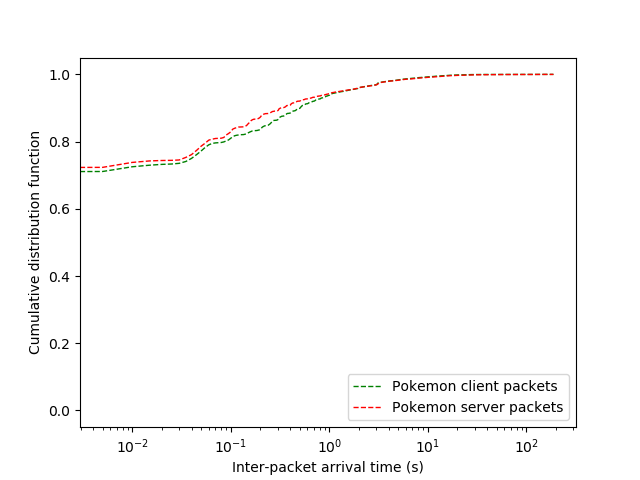 1.0
0.8
0.6
0.4
0.2
0.0
Cumulative distribution function
Pokemon client packets
Pokemon server packets
10⁻² 10⁻¹ 10⁰ 10¹ 10²
Inter-packet arrival time (s)